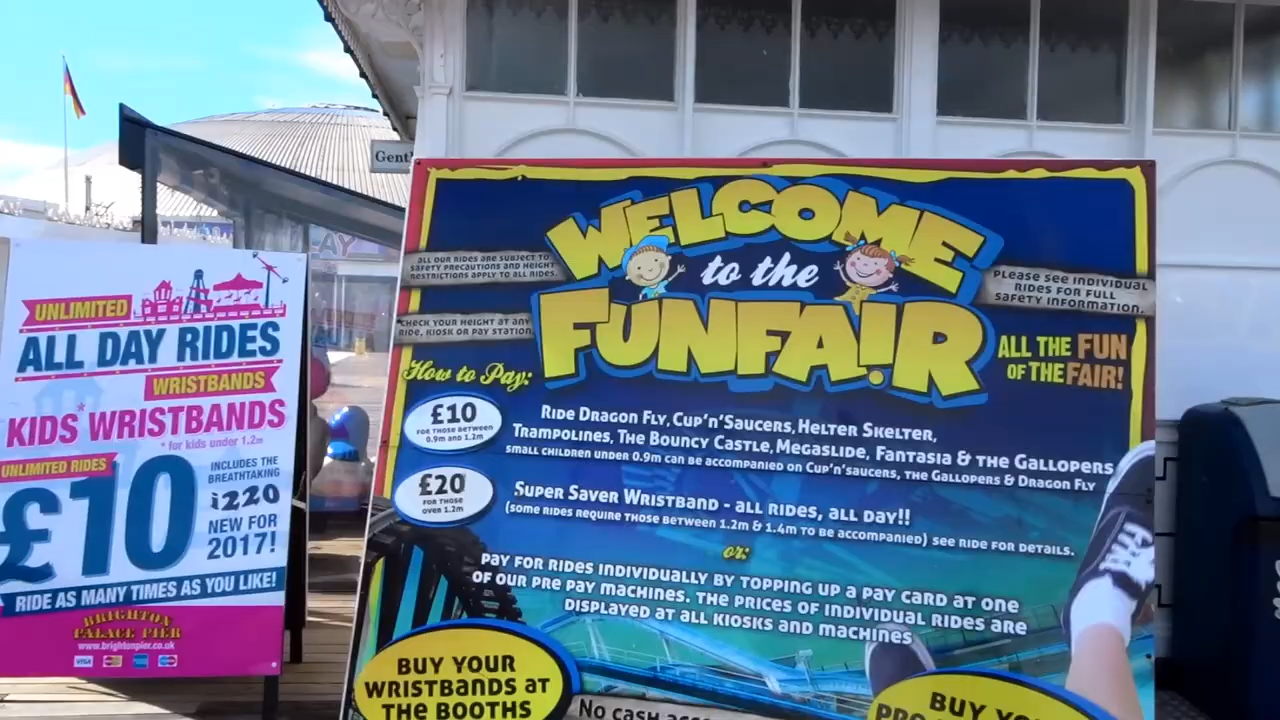 Gent
UNLIMITED
ALL DAY RIDES
WRISTBANDS
KIDS* WRISTBANDS
* for kids under 1.2m
UNLIMITED RIDES
£10
INCLUDES THE
BREATHTAKING
i220
NEW FOR
2017!
RIDE AS MANY TIMES AS YOU LIKE!
BRIGHTON
PALACE PIER
www.brightonpier.co.uk
VISA
ALL OUR RIDES ARE SUBJECT TO
SAFETY PRECAUTIONS AND HEIGHT
RESTRICTIONS APPLY TO ALL RIDES.
*CHECK YOUR HEIGHT AT ANY
RIDE, KIOSK OR PAY STATION
WELCOME
to the
FUNFAIR
PLEASE SEE INDIVIDUAL
RIDES FOR FULL
SAFETY INFORMATION.
ALL THE FUN
OF THE FAIR!
How to Pay:
£10
FOR THOSE BETWEEN
0.9m AND 1.2m
RIDE DRAGON FLY, CUP'N'SAUCERS, HELTER SKELTER,
TRAMPOLINES, THE BOUNCY CASTLE, MEGASLIDE, FANTASIA & THE GALLOPERS
SMALL CHILDREN UNDER 0.9m CAN BE ACCOMPANIED ON CUP'N'SAUCERS, THE GALLOPERS & DRAGON FLY
£20
FOR THOSE
OVER 1.2m
SUPER SAVER WRISTBAND - ALL RIDES, ALL DAY!!
(SOME RIDES REQUIRE THOSE BETWEEN 1.2m & 1.4m TO BE ACCOMPANIED) SEE RIDE FOR DETAILS.
or:
PAY FOR RIDES INDIVIDUALLY BY TOPPING UP A PAY CARD AT ONE
OF OUR PRE PAY MACHINES. THE PRICES OF INDIVIDUAL RIDES ARE
DISPLAYED AT ALL KIOSKS AND MACHINES
BUY YOUR
WRISTBANDS AT
THE BOOTHS
No cash
BUY